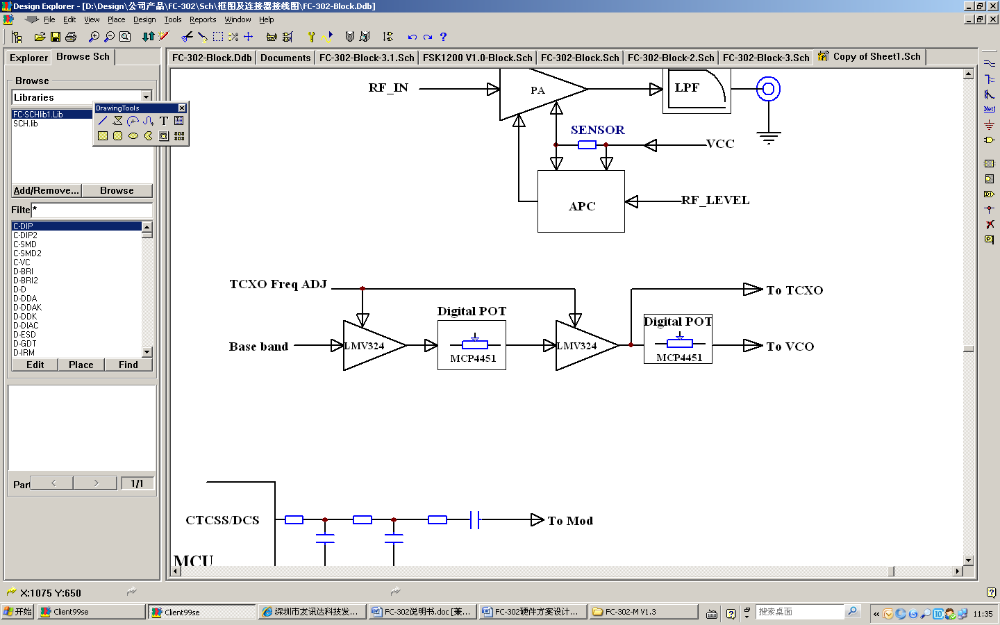 Design Explorer - [D:\Design\公司产品\FC-302\Sch\框图及连接器接线图\FC-302-Block.Ddb]
File Edit View Place Design Tools Reports Window Help
Explorer Browse Sch
FC-302-Block.Ddb Documents FC-302-Block-3.1.Sch FSK1200 V1.0-Block.Sch FC-302-Block.Sch FC-302-Block-2.Sch FC-302-Block-3.Sch Copy of Sheet1.Sch
Browse
Libraries
FC-SCHlib1.Lib
SCH.lib
DrawingTools
T
Add/Remove... Browse
Filte *
C-DIP
C-DIP2
C-SMD
C-SMD2
C-VC
D-BRI
D-BRI2
D-D
D-DDA
D-DDAK
D-DDK
D-DIAC
D-ESD
D-GDT
D-IRM
Edit Place Find
Part < > 1/1
RF_IN
PA
LPF
SENSOR
VCC
APC
RF_LEVEL
TCXO Freq ADJ
To TCXO
Digital POT
Digital POT
Base band
LMV324
MCP4451
LMV324
MCP4451
To VCO
CTCSS/DCS
To Mod
MCU
Net1
D1
P
X:1075 Y:650
开始 Client99se Client99se 深圳市友讯达科技发... FC-302说明书.doc [兼... FC-302硬件方案设计... FC-302-M V1.3 搜索桌面 « 11:35